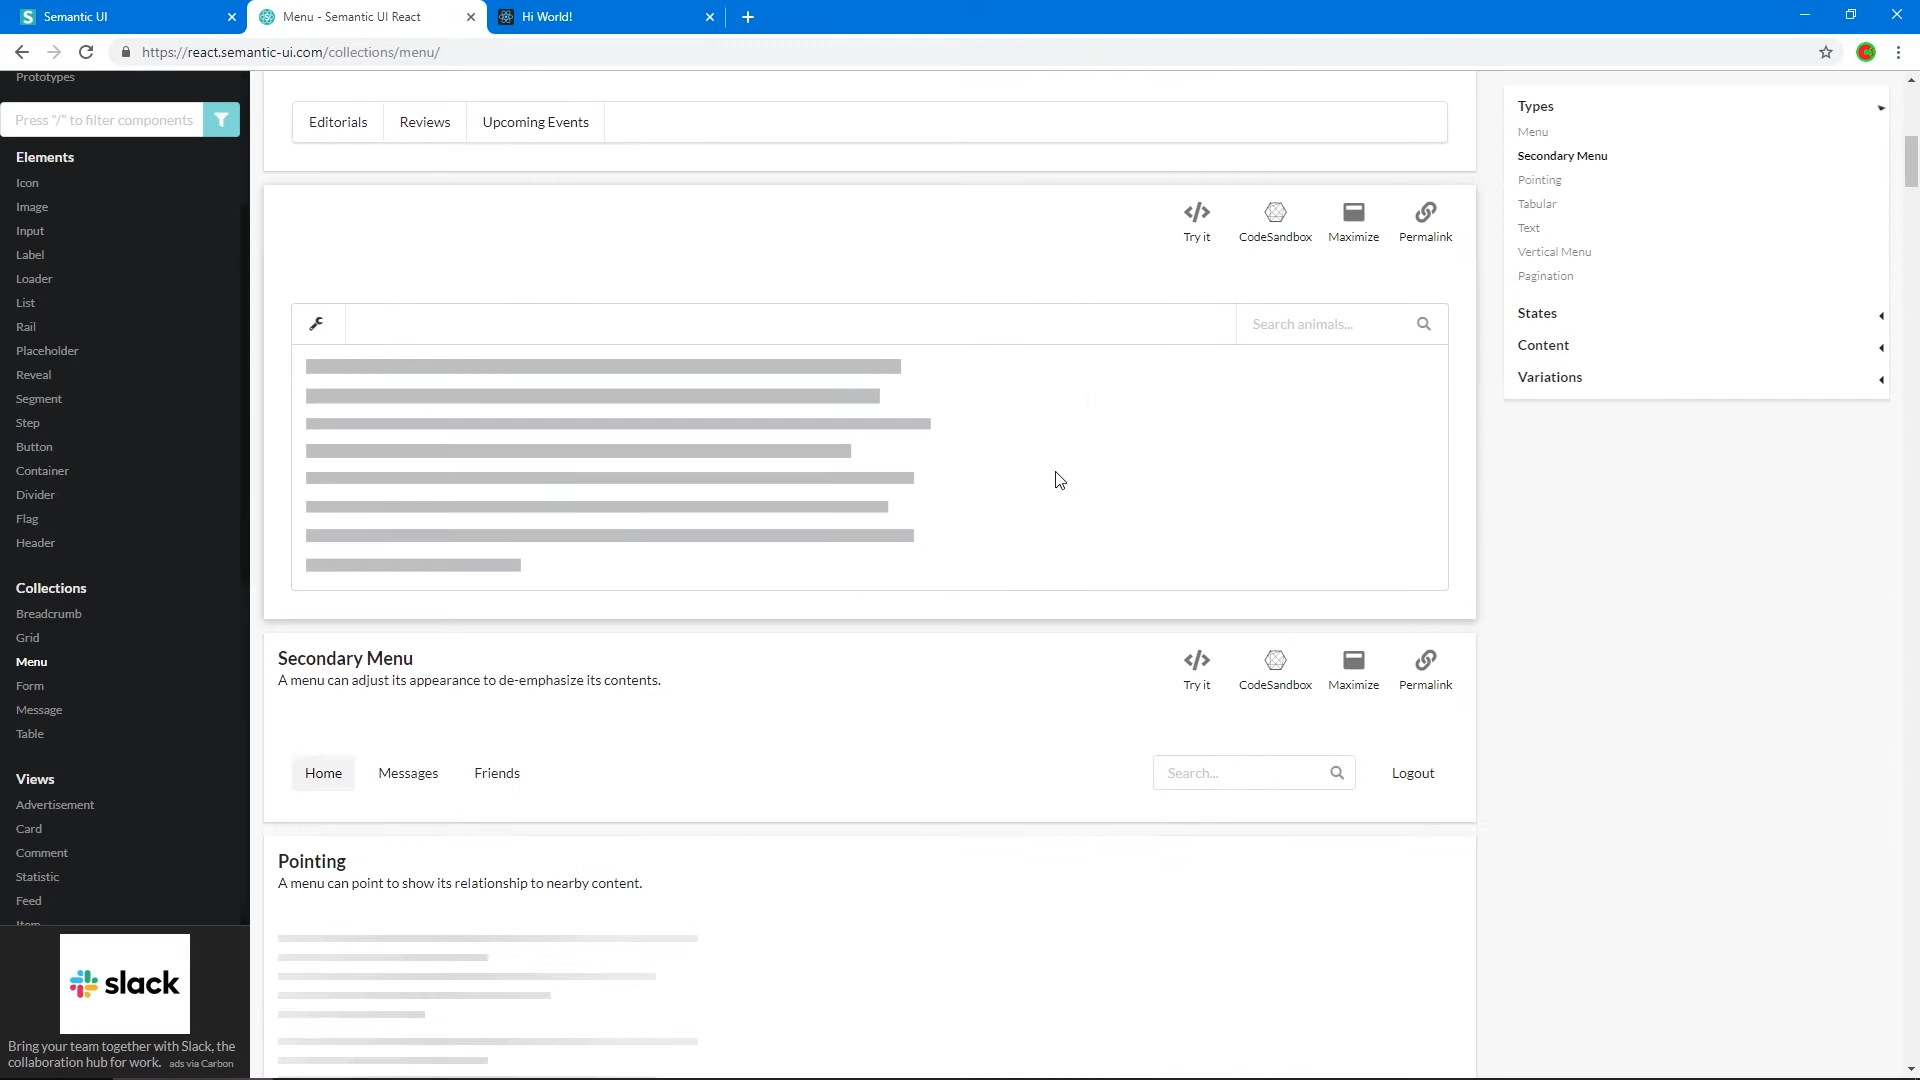 Semantic UI
Menu - Semantic UI React
Hi World!
https://react.semantic-ui.com/collections/menu/
Prototypes
Press "/" to filter components
Elements
Icon
Image
Input
Label
Loader
List
Rail
Placeholder
Reveal
Segment
Step
Button
Container
Divider
Flag
Header
Collections
Breadcrumb
Grid
Menu
Form
Message
Table
Views
Advertisement
Card
Comment
Statistic
Feed
Item
slack
Bring your team together with Slack, the
collaboration hub for work. ads via Carbon
Editorials Reviews Upcoming Events
Try it CodeSandbox Maximize Permalink
Search animals...
Secondary Menu
A menu can adjust its appearance to de-emphasize its contents.
Try it CodeSandbox Maximize Permalink
Home Messages Friends Search... Logout
Pointing
A menu can point to show its relationship to nearby content.
Types
Menu
Secondary Menu
Pointing
Tabular
Text
Vertical Menu
Pagination
States
Content
Variations